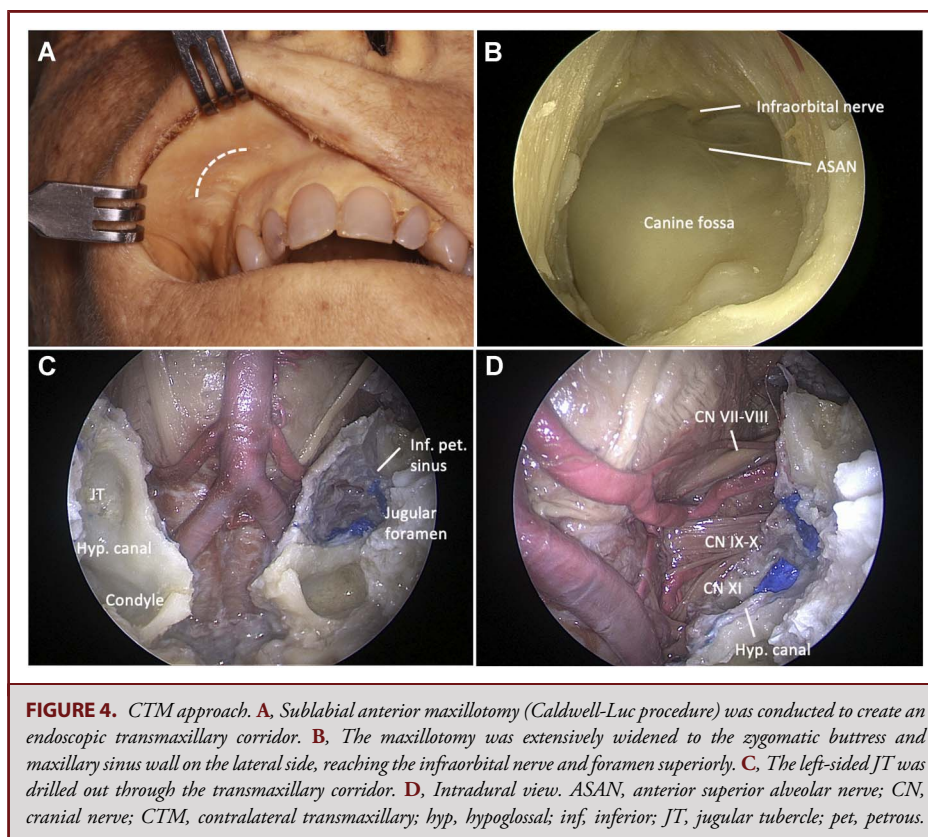 A
B
Infraorbital nerve
ASAN
Canine fossa
C
Inf. pet.
sinus
JT
Jugular
foramen
Hyp. canal
Condyle
D
CN VII-VIII
CN IX-X
CN XI
Hyp. canal
FIGURE 4. CTM approach. A, Sublabial anterior maxillotomy (Caldwell-Luc procedure) was conducted to create an
endoscopic transmaxillary corridor. B, The maxillotomy was extensively widened to the zygomatic buttress and
maxillary sinus wall on the lateral side, reaching the infraorbital nerve and foramen superiorly. C, The left-sided JT was
drilled out through the transmaxillary corridor. D, Intradural view. ASAN, anterior superior alveolar nerve; CN,
cranial nerve; CTM, contralateral transmaxillary; hyp, hypoglossal; inf, inferior; JT, jugular tubercle; pet, petrous.